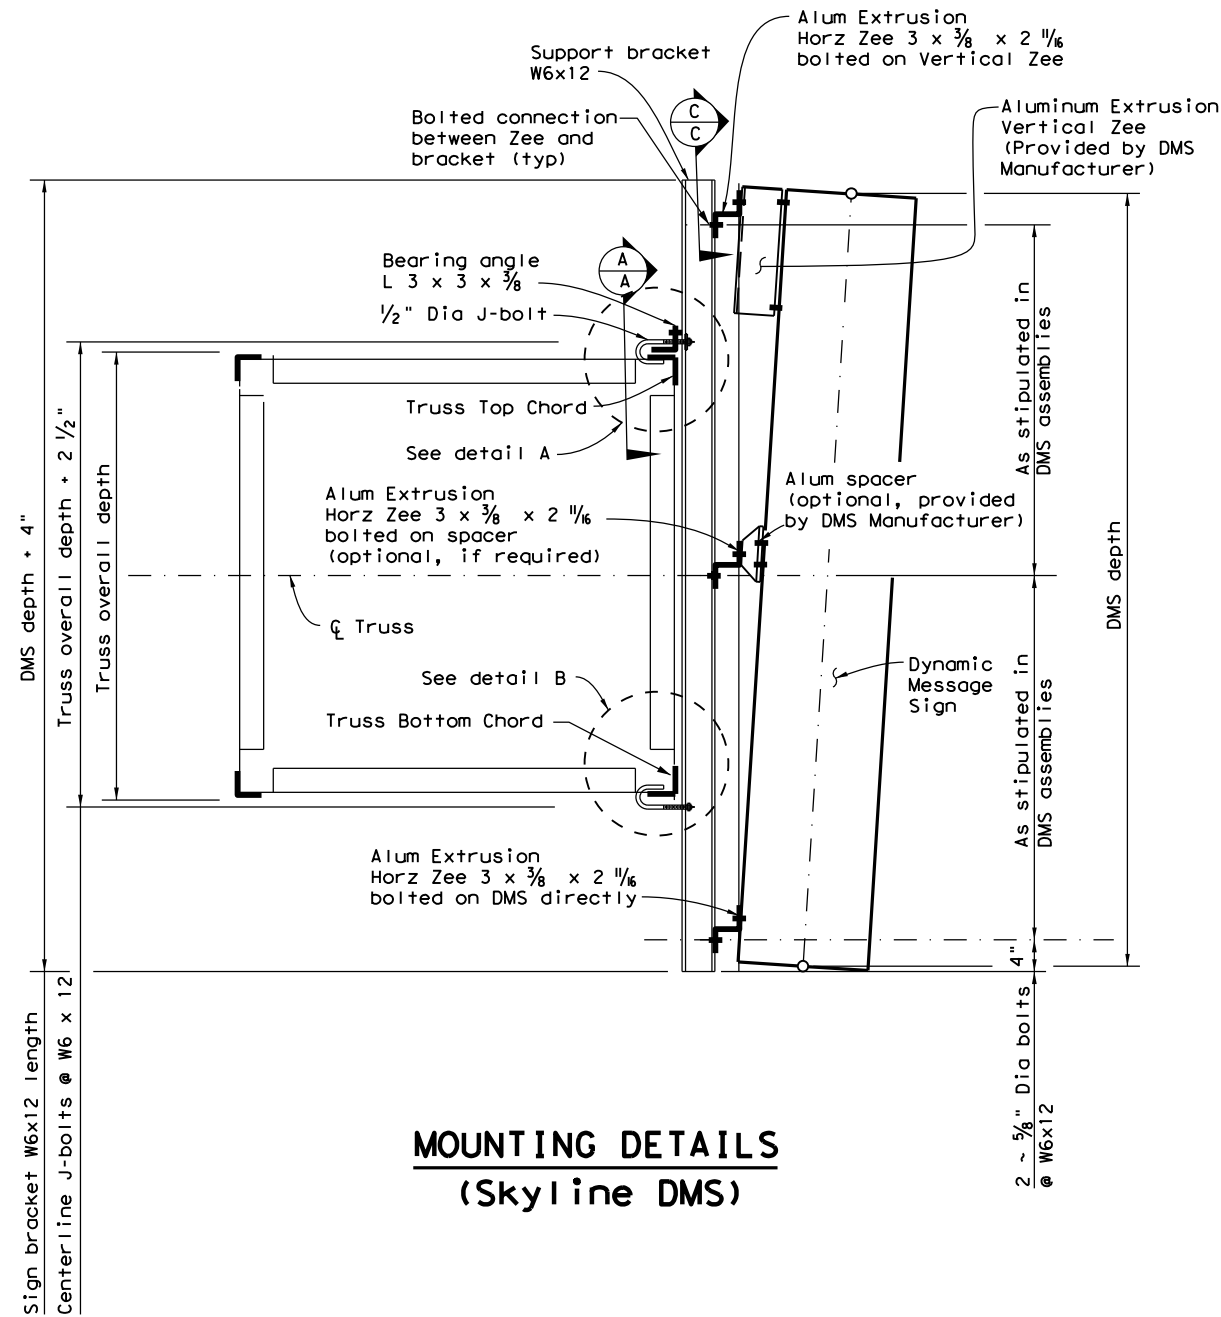 Alum Extrusion
Horz Zee 3 x 3/8 x 2 11/16
bolted on Vertical Zee
Support bracket
W6x12
Aluminum Extrusion
Vertical Zee
(Provided by DMS
Manufacturer)
C
C
Bolted connection
between Zee and
bracket (typ)
Bearing angle
L 3 x 3 x 3/8
1/2" Dia J-bolt
A
A
Truss Top Chord
See detail A
Alum Extrusion
Horz Zee 3 x 3/8 x 2 11/16
bolted on spacer
(optional, if required)
Alum spacer
(optional, provided
by DMS Manufacturer)
℄ Truss
See detail B
Truss Bottom Chord
Dynamic
Message
Sign
Alum Extrusion
Horz Zee 3 x 3/8 x 2 11/16
bolted on DMS directly
DMS depth + 4"
Truss overall depth + 2 1/2"
Truss overall depth
Sign bracket W6x12 length
Centerline J-bolts @ W6 x 12
As stipulated in
DMS assemblies
As stipulated in
DMS assemblies
DMS depth
4"
2 ~ 5/8" Dia bolts
@ W6x12
MOUNTING DETAILS
(Skyline DMS)